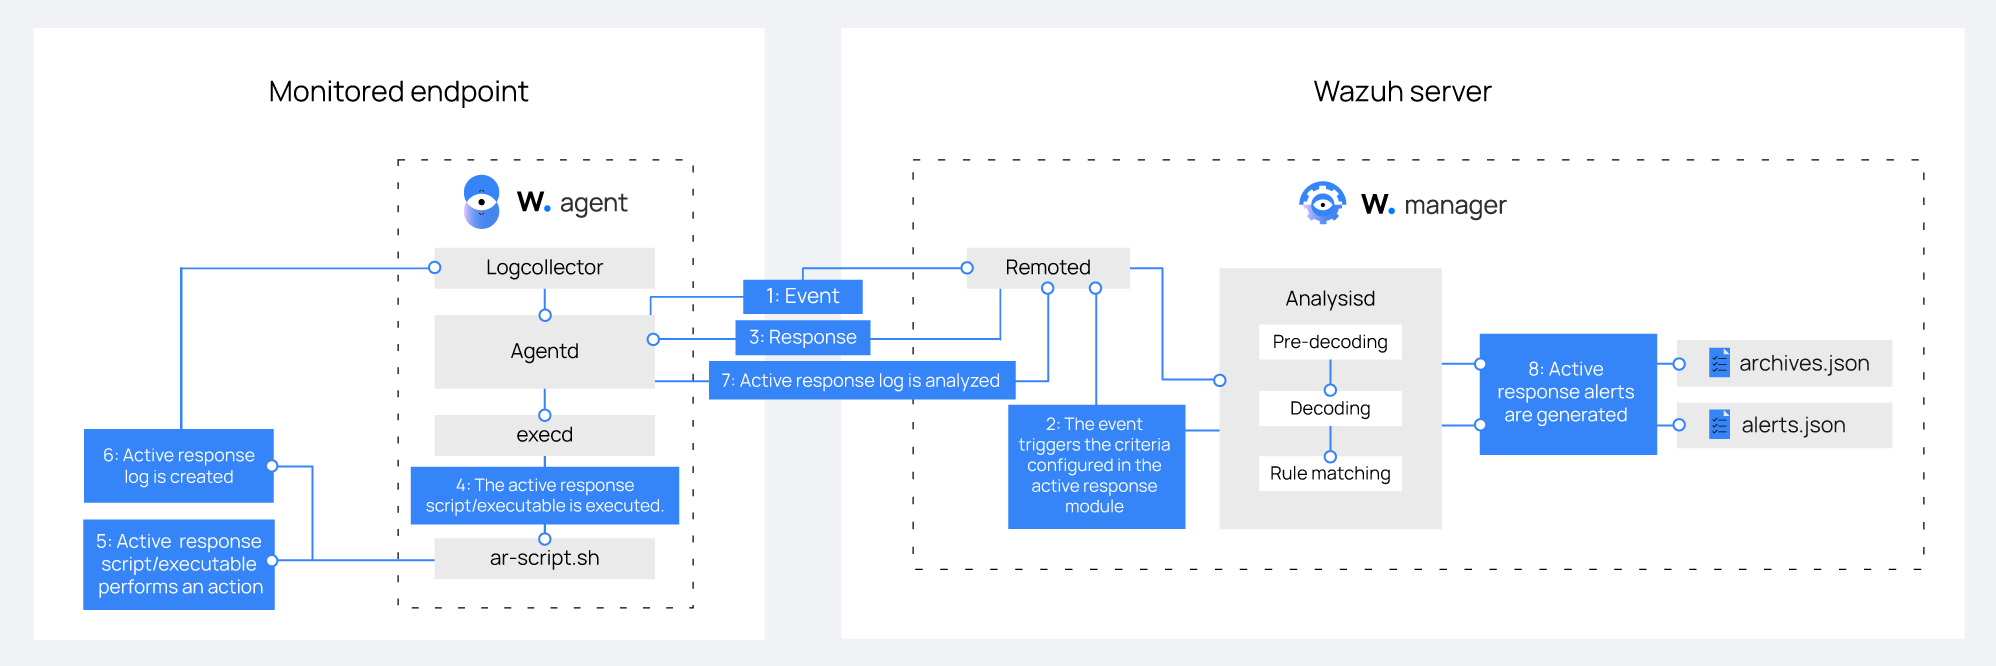 Monitored endpoint
W. agent
Logcollector
Agentd
execd
4: The active response
script/executable is executed.
ar-script.sh
6: Active response
log is created
5: Active response
script/executable
performs an action
1: Event
3: Response
7: Active response log is analyzed
Wazuh server
W. manager
Remoted
2: The event
triggers the criteria
configured in the
active response
module
Analysisd
Pre-decoding
Decoding
Rule matching
8: Active
response alerts
are generated
archives.json
alerts.json